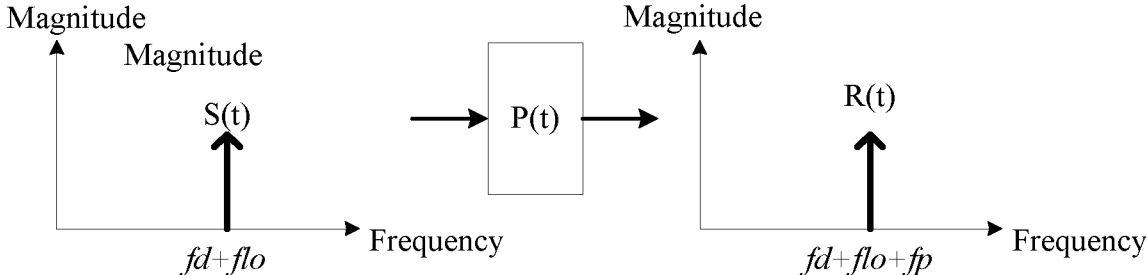 Magnitude
Magnitude
S(t)
fd+flo
Frequency
P(t)
Magnitude
R(t)
fd+flo+fp
Frequency